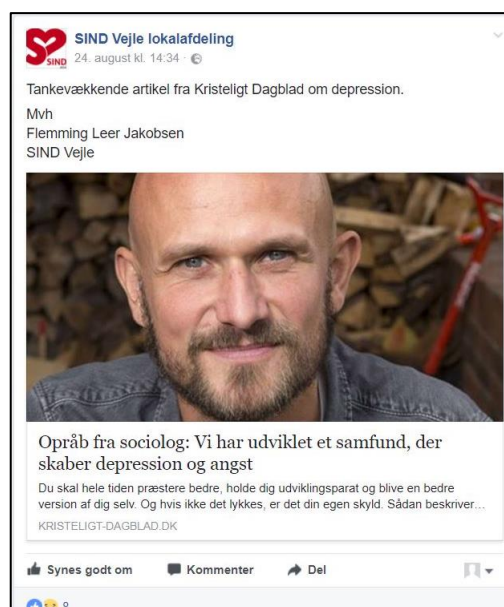 SIND
SIND Vejle lokalafdeling
24. august kl. 14:34 ·
Tankevækkende artikel fra Kristeligt Dagblad om depression.
Mvh
Flemming Leer Jakobsen
SIND Vejle
Opråb fra sociolog: Vi har udviklet et samfund, der
skaber depression og angst
Du skal hele tiden præstere bedre, holde dig udviklingsparat og blive en bedre
version af dig selv. Og hvis ikke det lykkes, er det din egen skyld. Sådan beskriver…
KRISTELIGT-DAGBLAD.DK
Synes godt om Kommenter Del